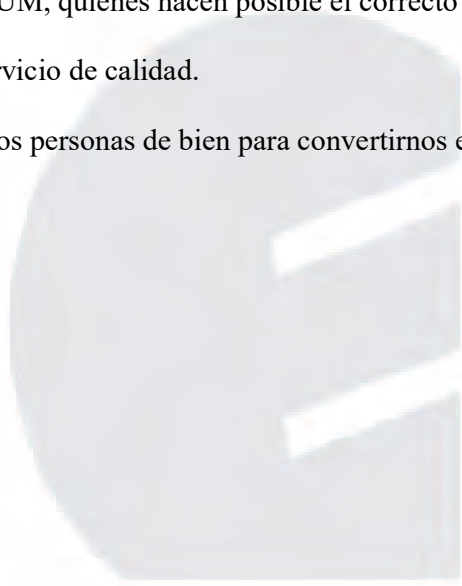 UM, quienes hacen posible el correcto
rvicio de calidad.
os personas de bien para convertirnos e